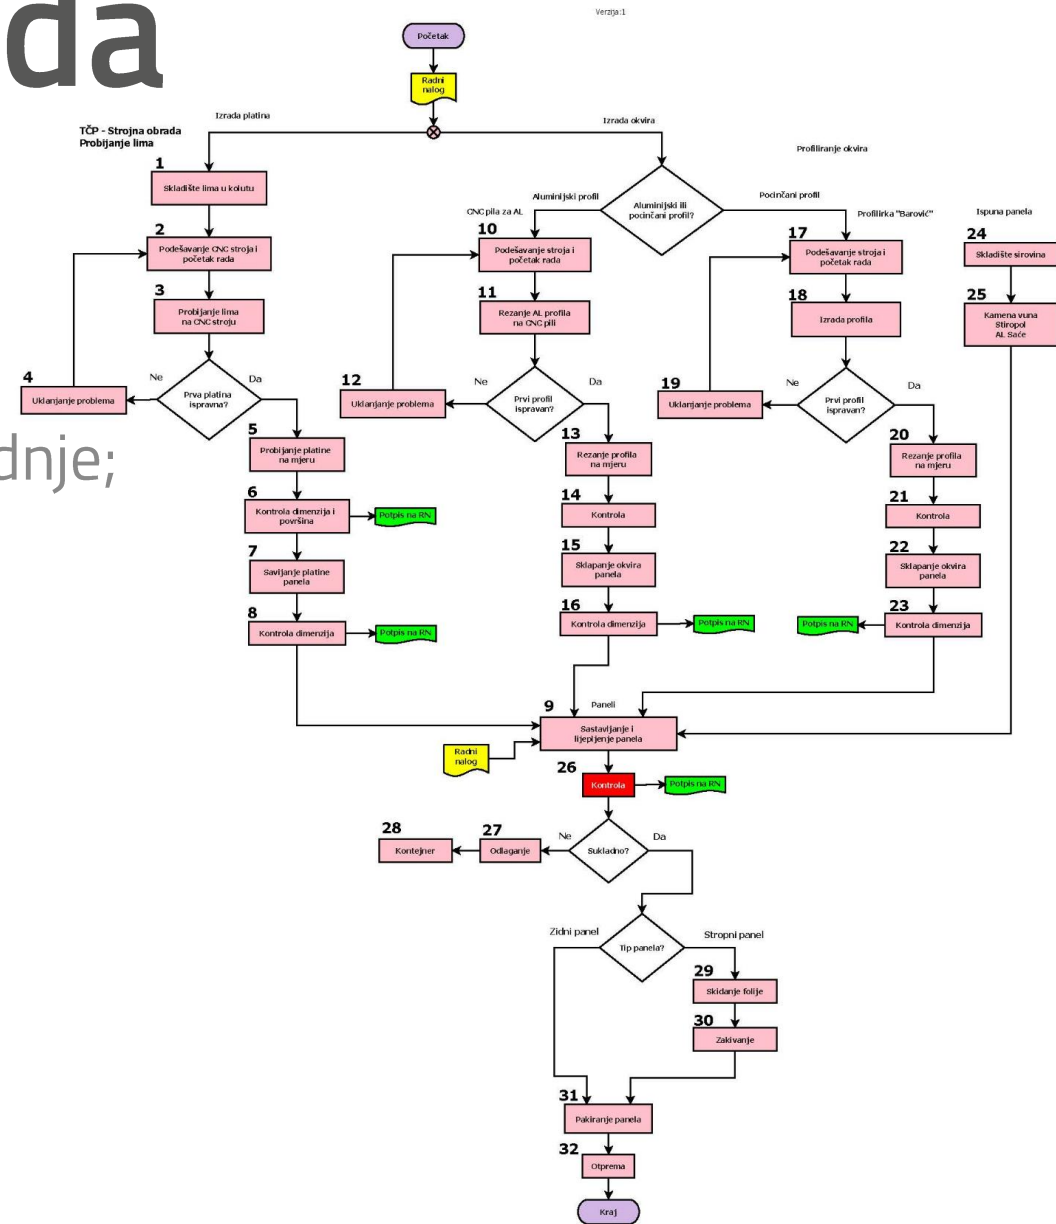 da
Verzija:1
Početak
Radni
nalog
Izrada platina
Izrada okvira
TČP - Strojna obrada
Probijanje lima
Profiliranje okvira
1
Skladište lima u kolutu
Aluminijski profil
Aluminijski ili
pocinčani profil?
Pocinčani profil
CNC pila za AL
Profilirka "Barović"
Ispuna panela
2
Podešavanje CNC stroja i
početak rada
10
Podešavanje stroja i
početak rada
17
Podešavanje stroja i
početak rada
24
Skladište sirovina
3
Probijanje lima
na CNC stroju
11
Rezanje AL profila
na CNC pili
18
Izrada profila
25
Kamena vuna
Stiropol
AL Saće
4
Uklanjanje problema
Ne
Prva platina
ispravna?
Da
12
Uklanjanje problema
Ne
Prvi profil
ispravan?
Da
19
Uklanjanje problema
Ne
Prvi profil
ispravan?
Da
dnje;
5
Probijanje platine
na mjeru
13
Rezanje profila
na mjeru
20
Rezanje profila
na mjeru
6
Kontrola dimenzija i
površina
Potpis na RN
14
Kontrola
21
Kontrola
7
Savijanje platine
panela
15
Sklapanje okvira
panela
22
Sklapanje okvira
panela
8
Kontrola dimenzija
Potpis na RN
16
Kontrola dimenzija
Potpis na RN
Potpis na RN
23
Kontrola dimenzija
9
Paneli
Sastavljanje i
lijepljenje panela
Radni
nalog
26
Kontrola
Potpis na RN
28
Kontejner
27
Odlaganje
Ne
Sukladno?
Da
Zidni panel
Tip panela?
Stropni panel
29
Skidanje folije
30
Zakivanje
31
Pakiranje panela
32
Otprema
Kraj